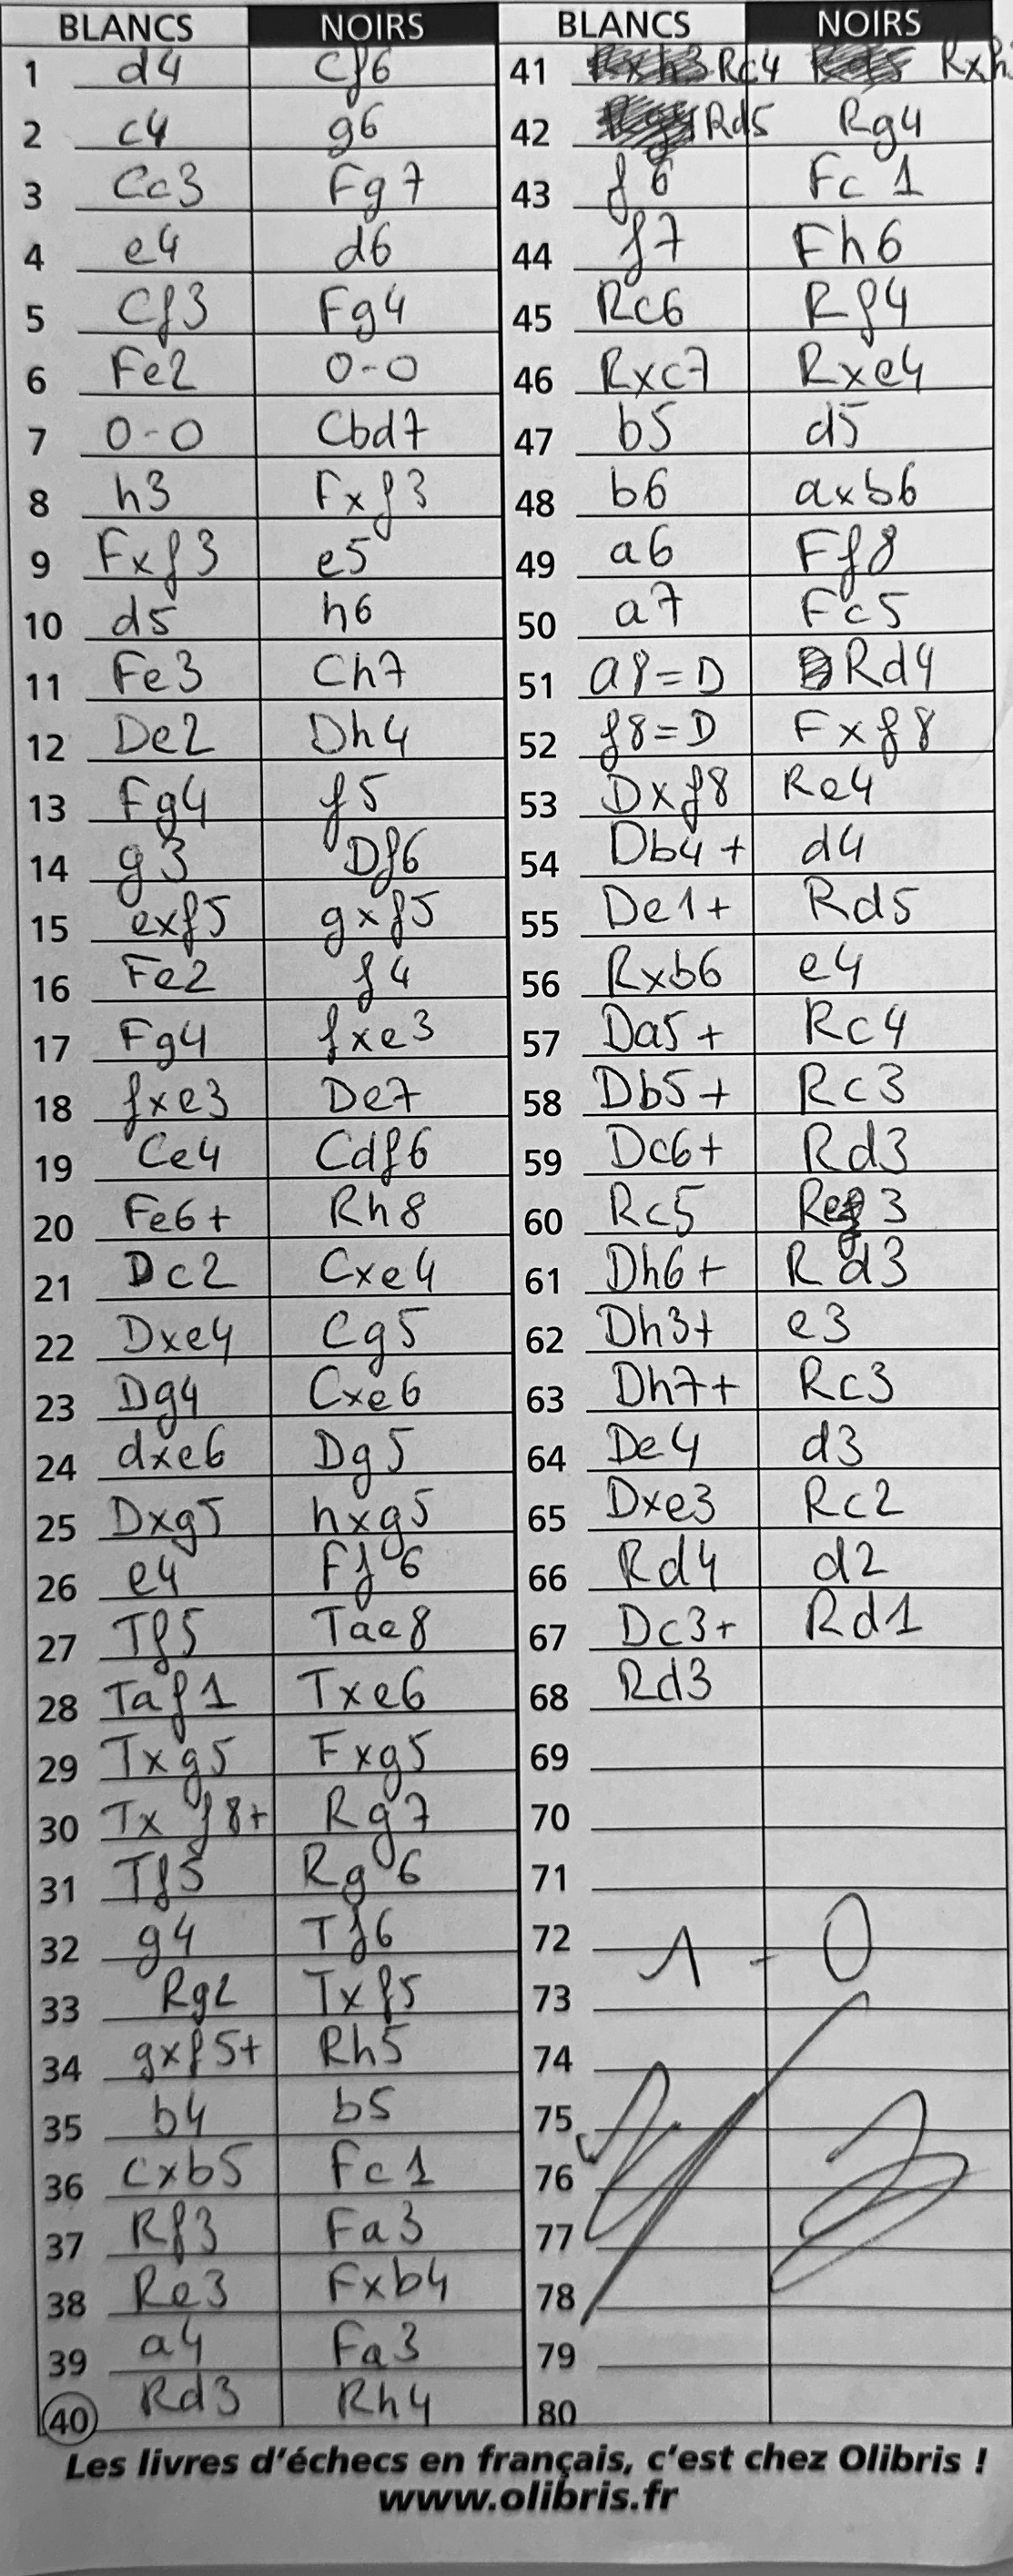 BLANCS NOIRS
1 d4 Cf6
2 c4 g6
3 Cc3 Fg7
4 e4 d6
5 Cf3 Fg4
6 Fe2 0-0
7 0-0 Cbd7
8 h3 Fxf3
9 Fxf3 e5
10 d5 h6
11 Fe3 Ch7
12 De2 Dh4
13 Fg4 f5
14 g3 Df6
15 exf5 gxf5
16 Fe2 f4
17 Fg4 fxe3
18 fxe3 De7
19 Ce4 Cdf6
20 Fe6+ Rh8
21 Dc2 Cxe4
22 Dxe4 Cg5
23 Dg4 Cxe6
24 dxe6 Dg5
25 Dxg5 hxg5
26 e4 Ff6
27 Tf5 Tae8
28 Taf1 Txe6
29 Txg5 Fxg5
30 Txf8+ Rg7
31 Tf5 Rg6
32 g4 Tf6
33 Rg2 Txf5
34 gxf5+ Rh5
35 b4 b5
36 cxb5 Fc1
37 Rf3 Fa3
38 Re3 Fxb4
39 a4 Fa3
40 Rd3 Rh4
BLANCS NOIRS
41 Rc4 Rxh
42 Rd5 Rg4
43 f6 Fc1
44 f7 Fh6
45 Rc6 Rf4
46 Rxc7 Rxe4
47 b5 d5
48 b6 axb6
49 a6 Ff8
50 a7 Fc5
51 a8=D Rd4
52 f8=D Fxf8
53 Dxf8 Re4
54 Db4+ d4
55 De1+ Rd5
56 Rxb6 e4
57 Da5+ Rc4
58 Db5+ Rc3
59 Dc6+ Rd3
60 Rc5 Re3
61 Dh6+ Rd3
62 Dh3+ e3
63 Dh7+ Rc3
64 De4 d3
65 Dxe3 Rc2
66 Rd4 d2
67 Dc3+ Rd1
68 Rd3
69
70
71
72 1-0
73
74
75
76
77
78
79
80
Les livres d'échecs en français, c'est chez Olibris !
www.olibris.fr